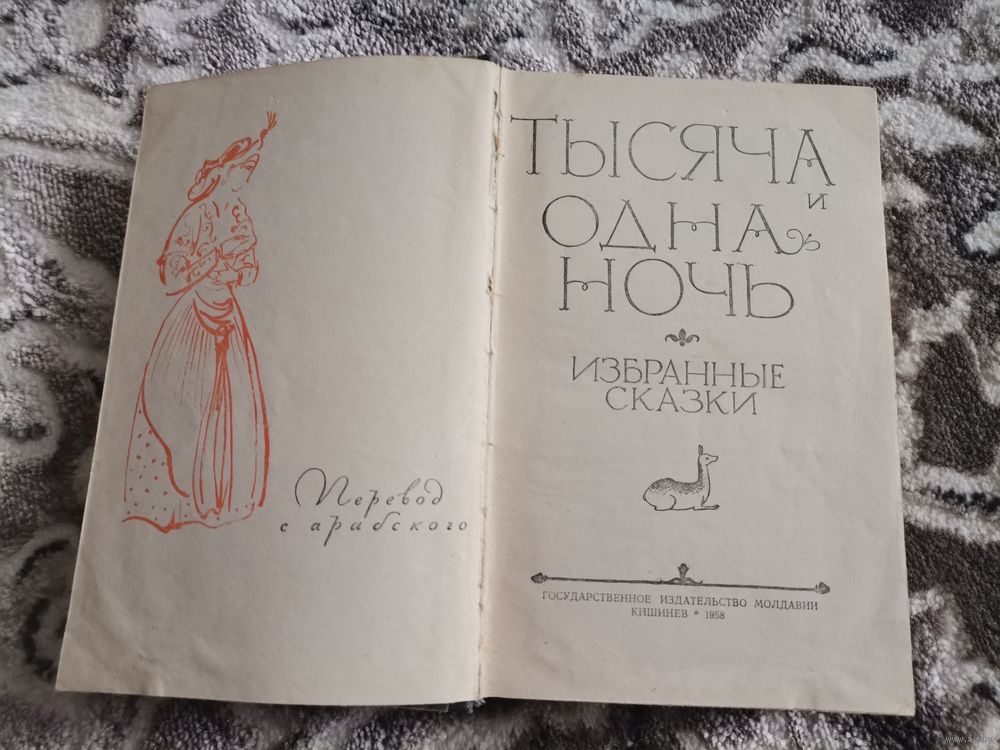 Перевод
с арабского
ТЫСЯЧА
И
ОДНА
НОЧЬ
ИЗБРАННЫЕ
СКАЗКИ
ГОСУДАРСТВЕННОЕ ИЗДАТЕЛЬСТВО МОЛДАВИИ
КИШИНЕВ * 1958